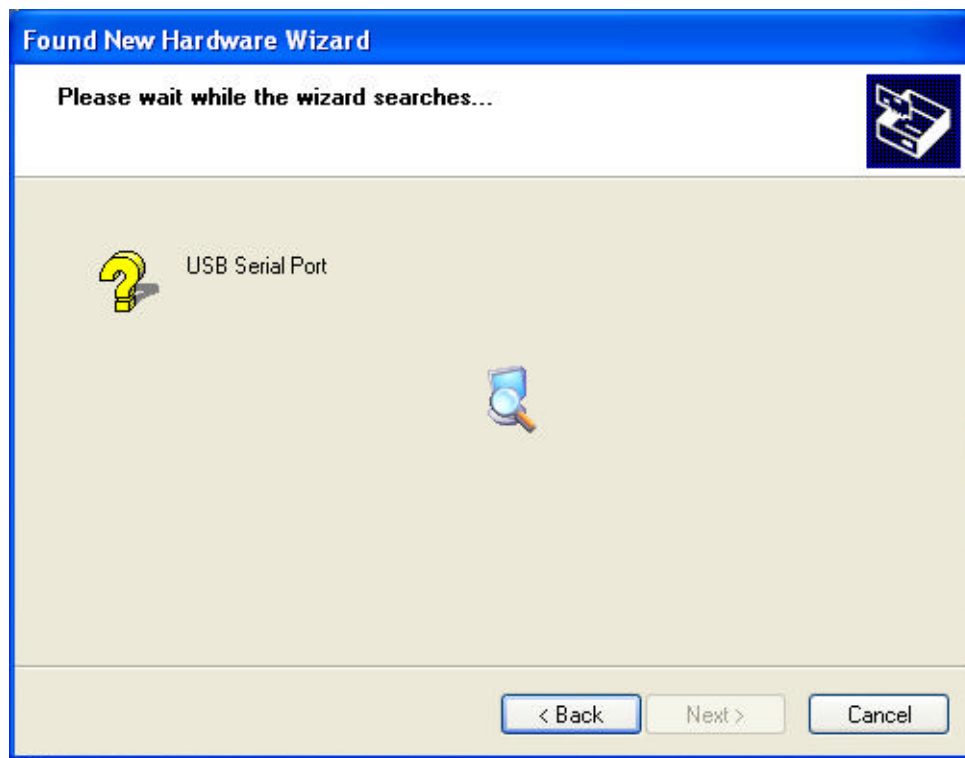 Found New Hardware Wizard
Please wait while the wizard searches...
USB Serial Port
< Back
Next >
Cancel